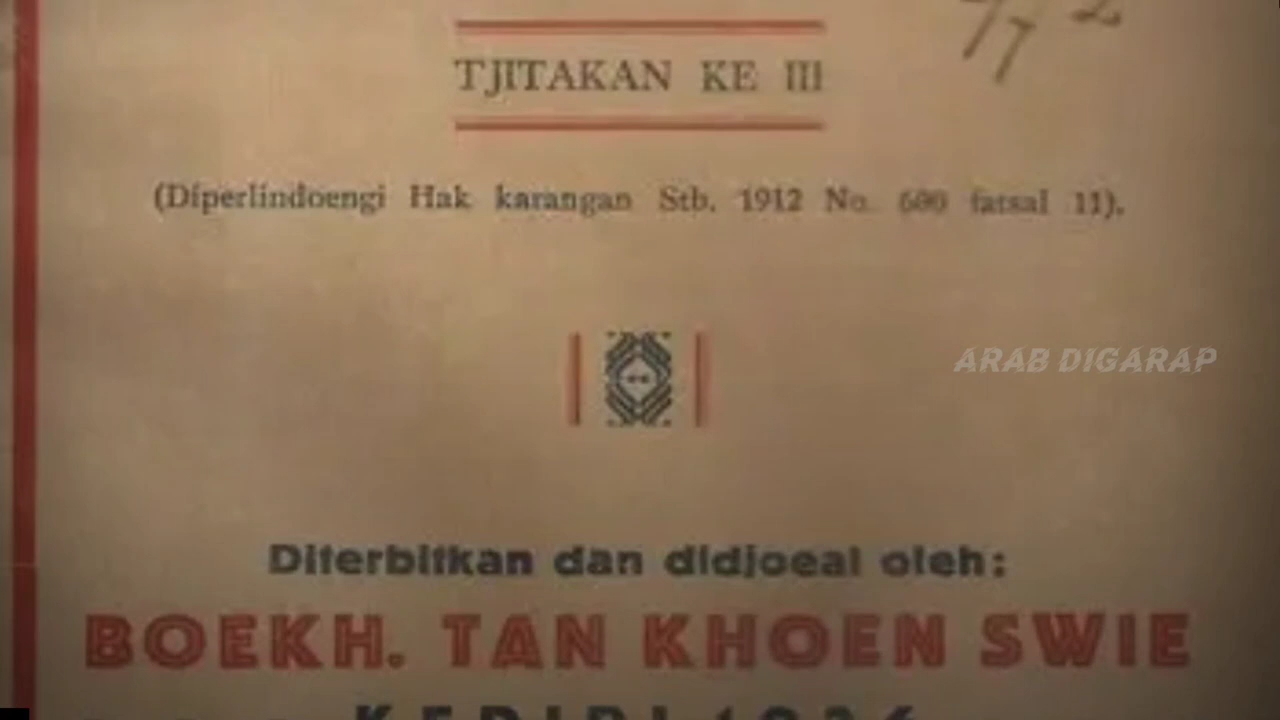 TJITAKAN KE III
(Diperlindoengi Hak karangan Stb. 1912 No. 600 fatsal 11).
ARAB DIGARAP
Diterbitkan dan didjoeal oleh:
BOEKH. TAN KHOEN SWIE
KEDIRI